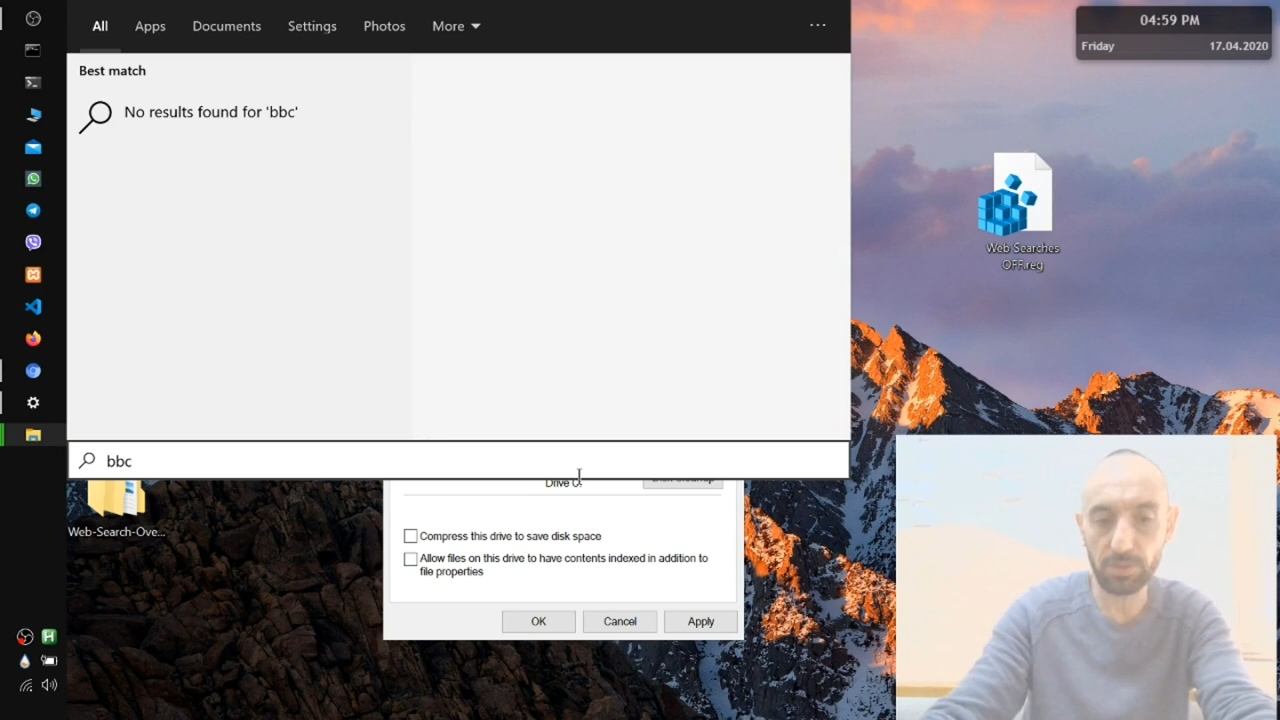 All Apps Documents Settings Photos More
04:59 PM
Friday 17.04.2020
Best match
No results found for 'bbc'
Web Searches
OFF.reg
bbc
Drive C:
Web-Search-Ove...
Compress this drive to save disk space
Allow files on this drive to have contents indexed in addition to
file properties
OK Cancel Apply
H